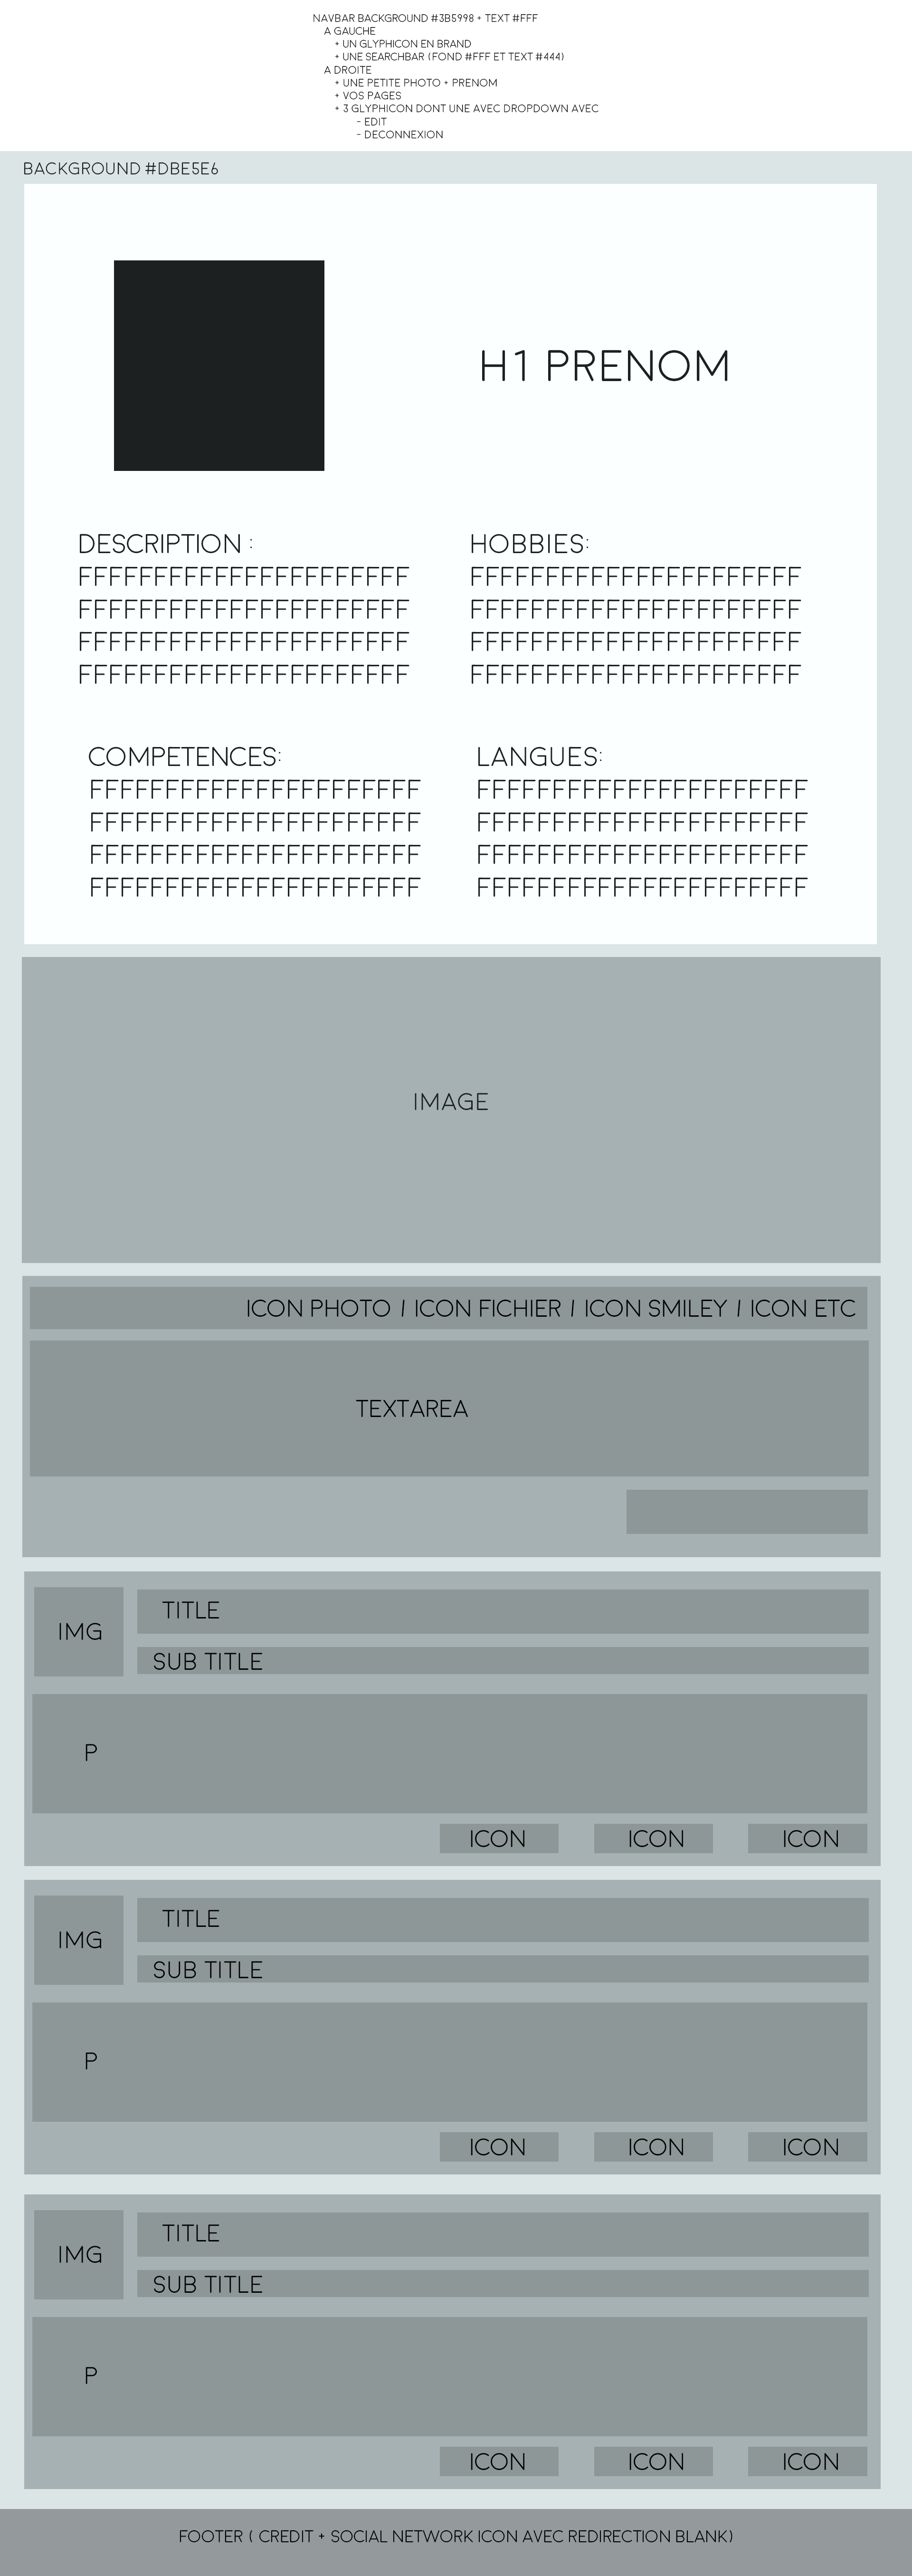 NAVBAR BACKGROUND #3B5998 + TEXT #FFF
A GAUCHE
+ UN GLYPHICON EN BRAND
+ UNE SEARCHBAR (FOND #FFF ET TEXT #444)
A DROITE
+ UNE PETITE PHOTO + PRENOM
+ VOS PAGES
+ 3 GLYPHICON DONT UNE AVEC DROPDOWN AVEC
- EDIT
- DECONNEXION
BACKGROUND #DBE5E6
H1 PRENOM
DESCRIPTION :
FFFFFFFFFFFFFFFFFFFFFF
FFFFFFFFFFFFFFFFFFFFFF
FFFFFFFFFFFFFFFFFFFFFF
FFFFFFFFFFFFFFFFFFFFFF
HOBBIES:
FFFFFFFFFFFFFFFFFFFFFF
FFFFFFFFFFFFFFFFFFFFFF
FFFFFFFFFFFFFFFFFFFFFF
FFFFFFFFFFFFFFFFFFFFFF
COMPETENCES:
FFFFFFFFFFFFFFFFFFFFFF
FFFFFFFFFFFFFFFFFFFFFF
FFFFFFFFFFFFFFFFFFFFFF
FFFFFFFFFFFFFFFFFFFFFF
LANGUES:
FFFFFFFFFFFFFFFFFFFFFF
FFFFFFFFFFFFFFFFFFFFFF
FFFFFFFFFFFFFFFFFFFFFF
FFFFFFFFFFFFFFFFFFFFFF
IMAGE
ICON PHOTO / ICON FICHIER / ICON SMILEY / ICON ETC
TEXTAREA
IMG
TITLE
SUB TITLE
P
ICON ICON ICON
IMG
TITLE
SUB TITLE
P
ICON ICON ICON
IMG
TITLE
SUB TITLE
P
ICON ICON ICON
FOOTER ( CREDIT + SOCIAL NETWORK ICON AVEC REDIRECTION BLANK)